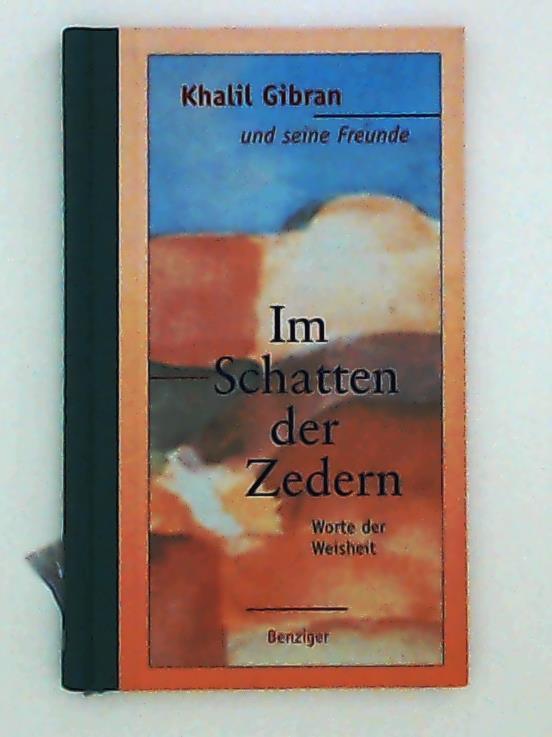 Khalil Gibran
und seine Freunde
Im
Schatten
der
Zedern
Worte der
Weisheit
Benziger